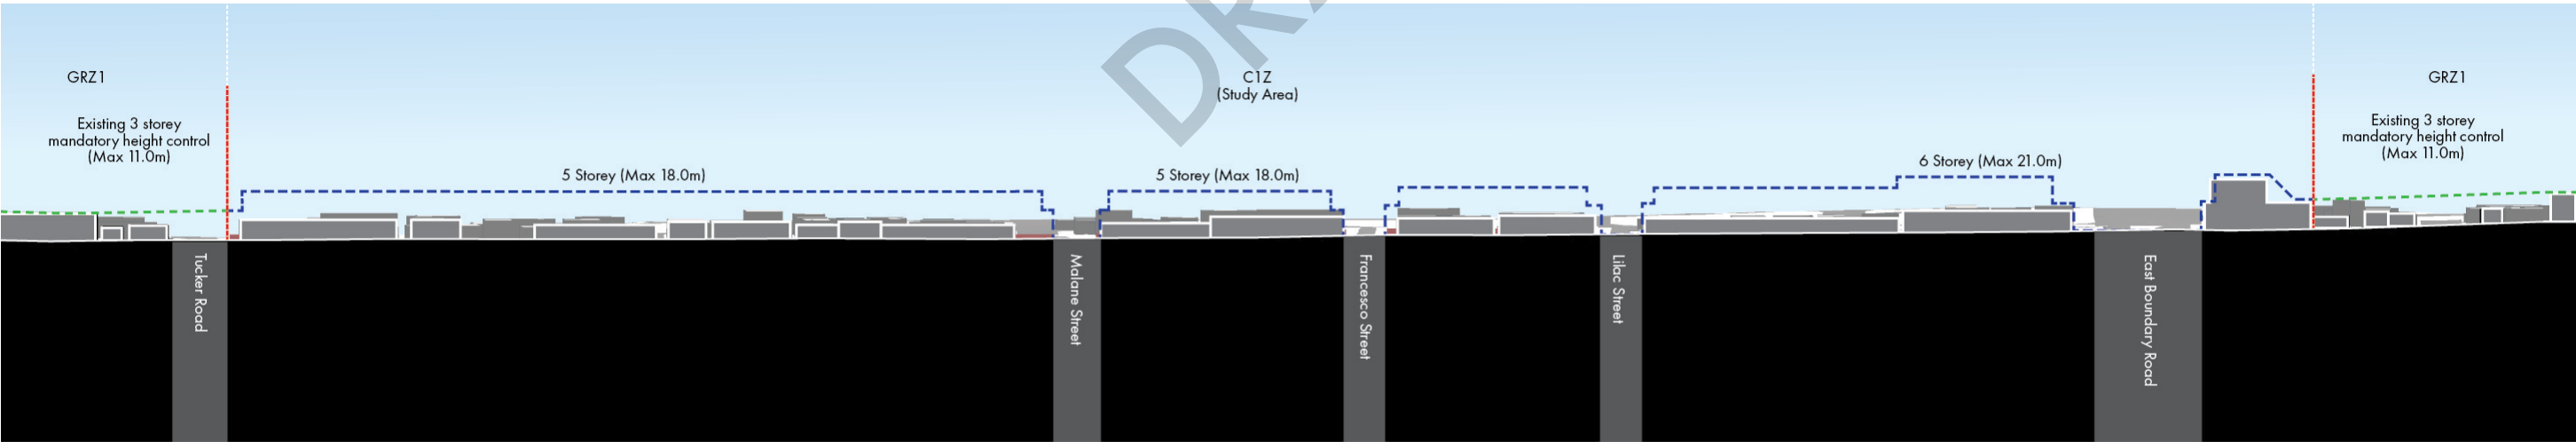 GRZ1
Existing 3 storey
mandatory height control
(Max 11.0m)
5 Storey (Max 18.0m)
C1Z
(Study Area)
5 Storey (Max 18.0m)
6 Storey (Max 21.0m)
GRZ1
Existing 3 storey
mandatory height control
(Max 11.0m)
Tucker Road
Malane Street
Francesco Street
Lilac Street
East Boundary Road